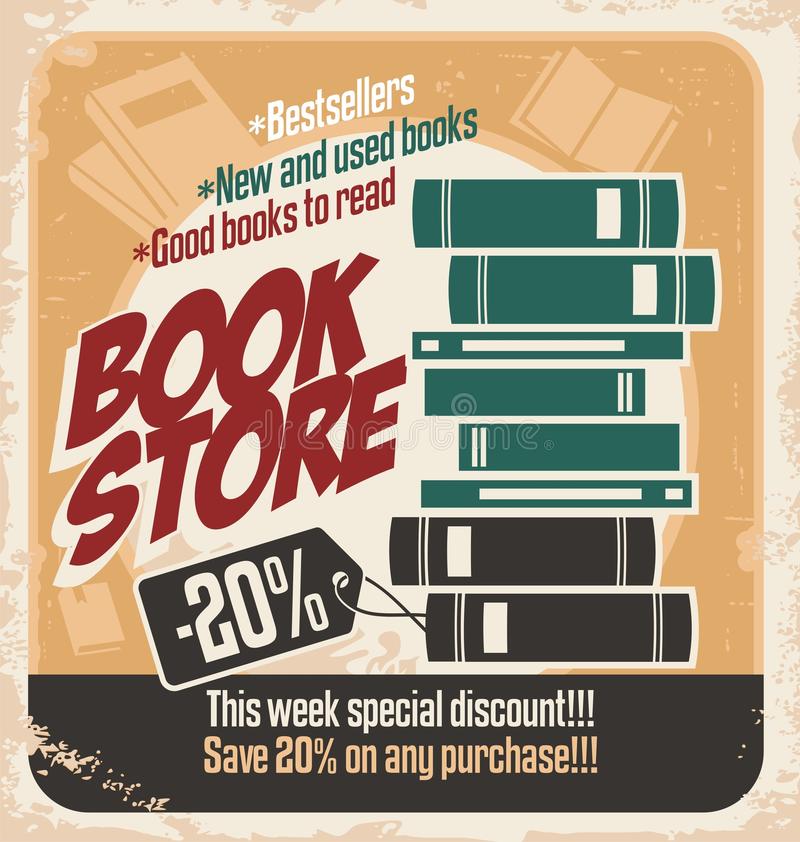 *Bestsellers
*New and used books
*Good books to read
BOOK
STORE
-20%
This week special discount!!!
Save 20% on any purchase!!!